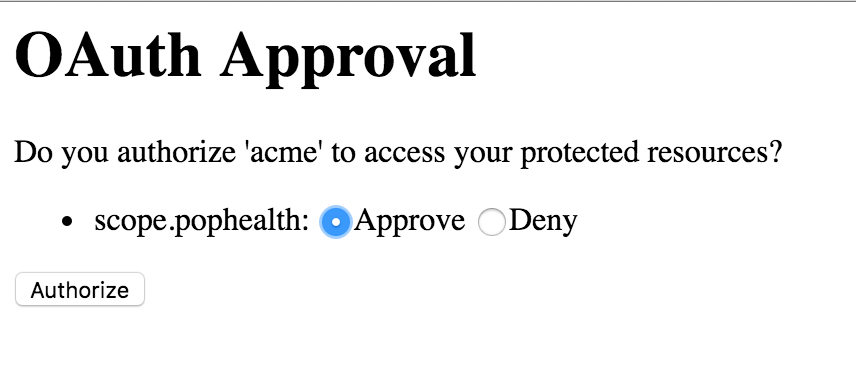 OAuth Approval
Do you authorize 'acme' to access your protected resources?
• scope.pophealth: Approve Deny
Authorize